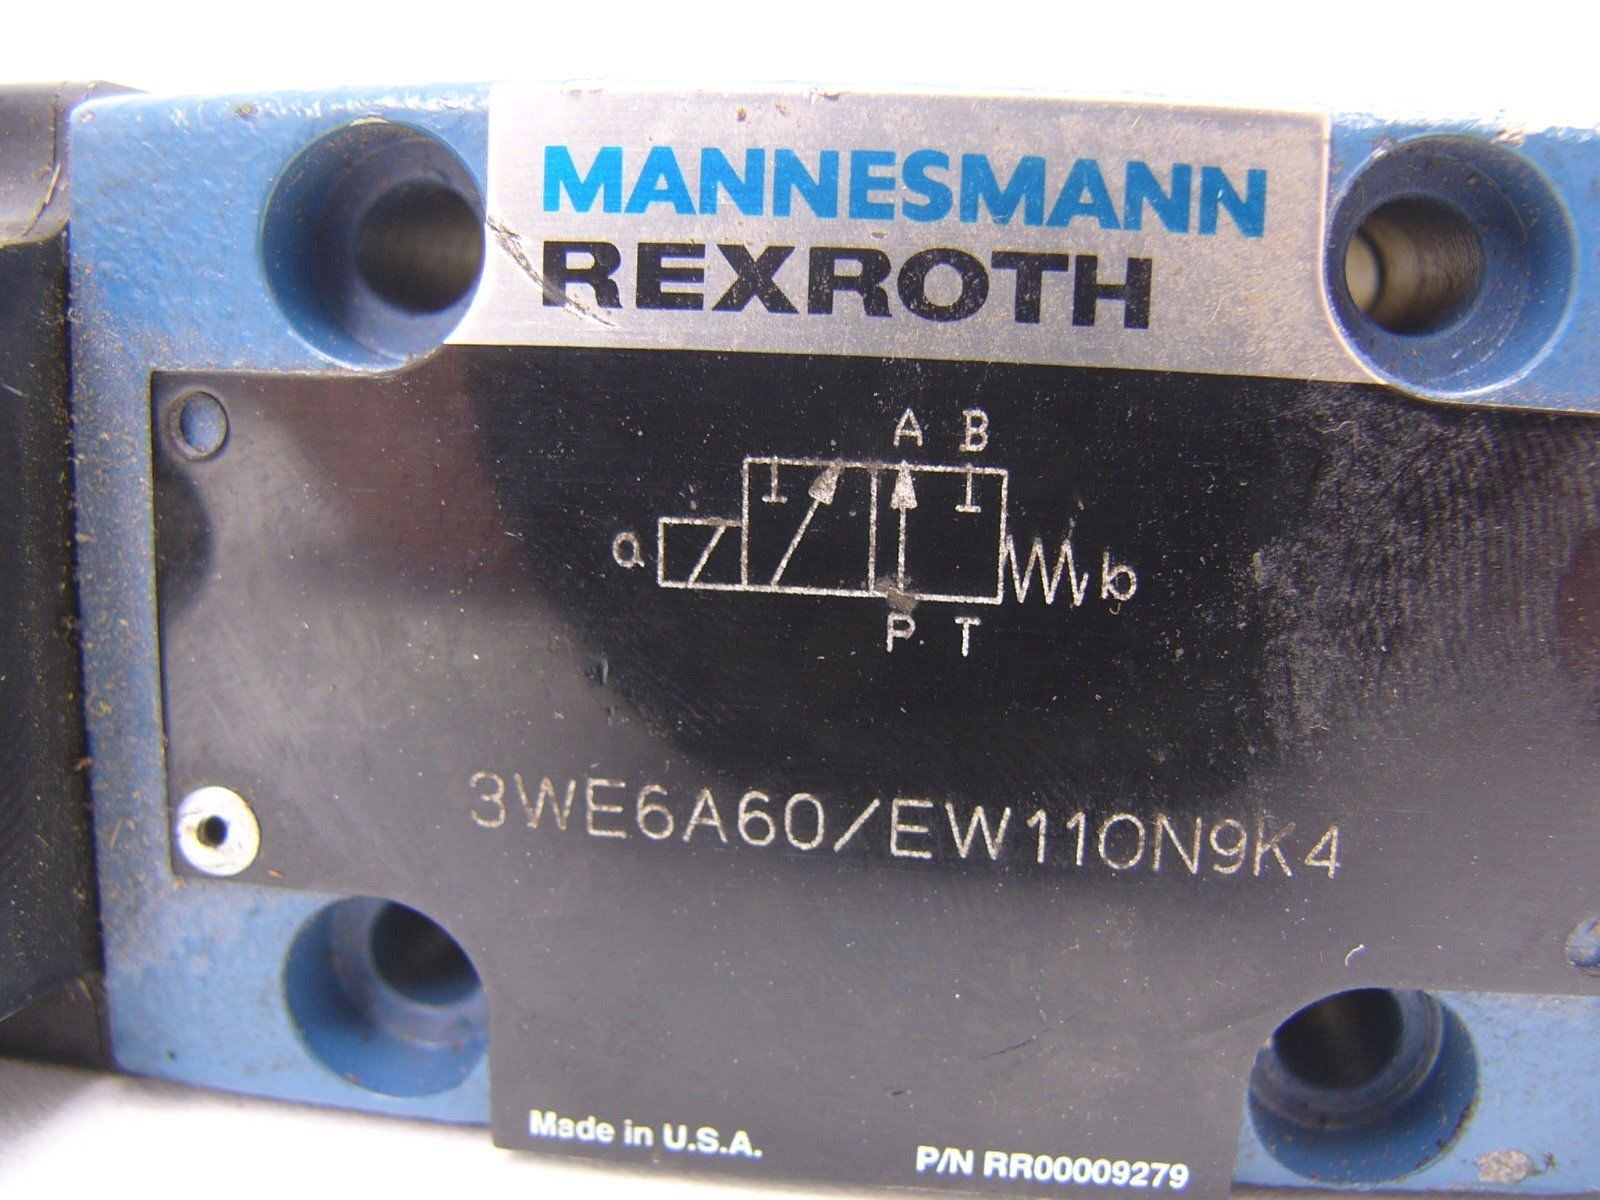 MANNESMANN
REXROTH
A B
a
b
P T
3WE6A60/EW110N9K4
Made in U.S.A.
P/N RR00009279